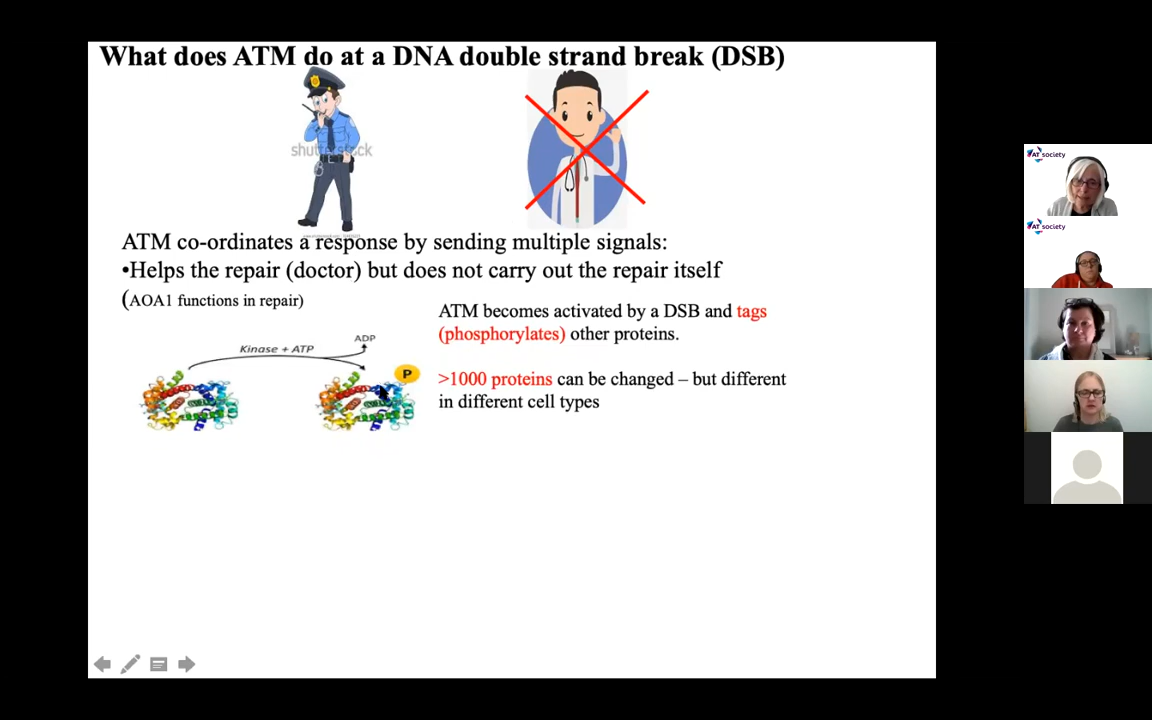 What does ATM do at a DNA double strand break (DSB)
shutterstock
ATM co-ordinates a response by sending multiple signals:
•Helps the repair (doctor) but does not carry out the repair itself
(AOA1 functions in repair)
ATM becomes activated by a DSB and tags
(phosphorylates) other proteins.
Kinase + ATP
ADP
P
>1000 proteins can be changed – but different
in different cell types
AT society
AT society